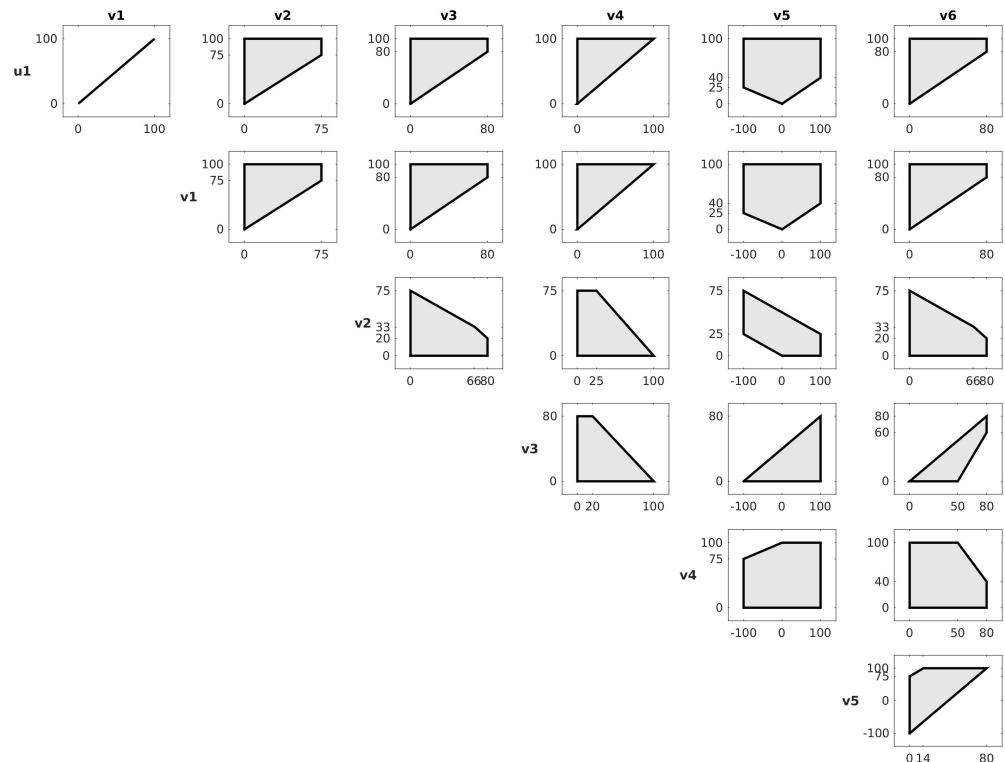 v1 v2 v3 v4 v5 v6
u1
100 0 0 100
100 75 0 0 75
100 80 0 0 80
100 0 0 100
100 40 25 0 -100 0 100
100 80 0 0 80
v1
100 75 0 0 75
100 80 0 0 80
100 0 0 100
100 40 25 0 -100 0 100
100 80 0 0 80
v2
75 33 20 0 0 66 80
75 0 0 25 100
75 25 0 -100 0 100
75 33 20 0 0 66 80
v3
80 0 0 20 100
80 0 -100 0 100
80 60 0 0 50 80
v4
100 75 0 -100 0 100
100 40 0 0 50 80
v5
100 75 0 -100 0 14 80